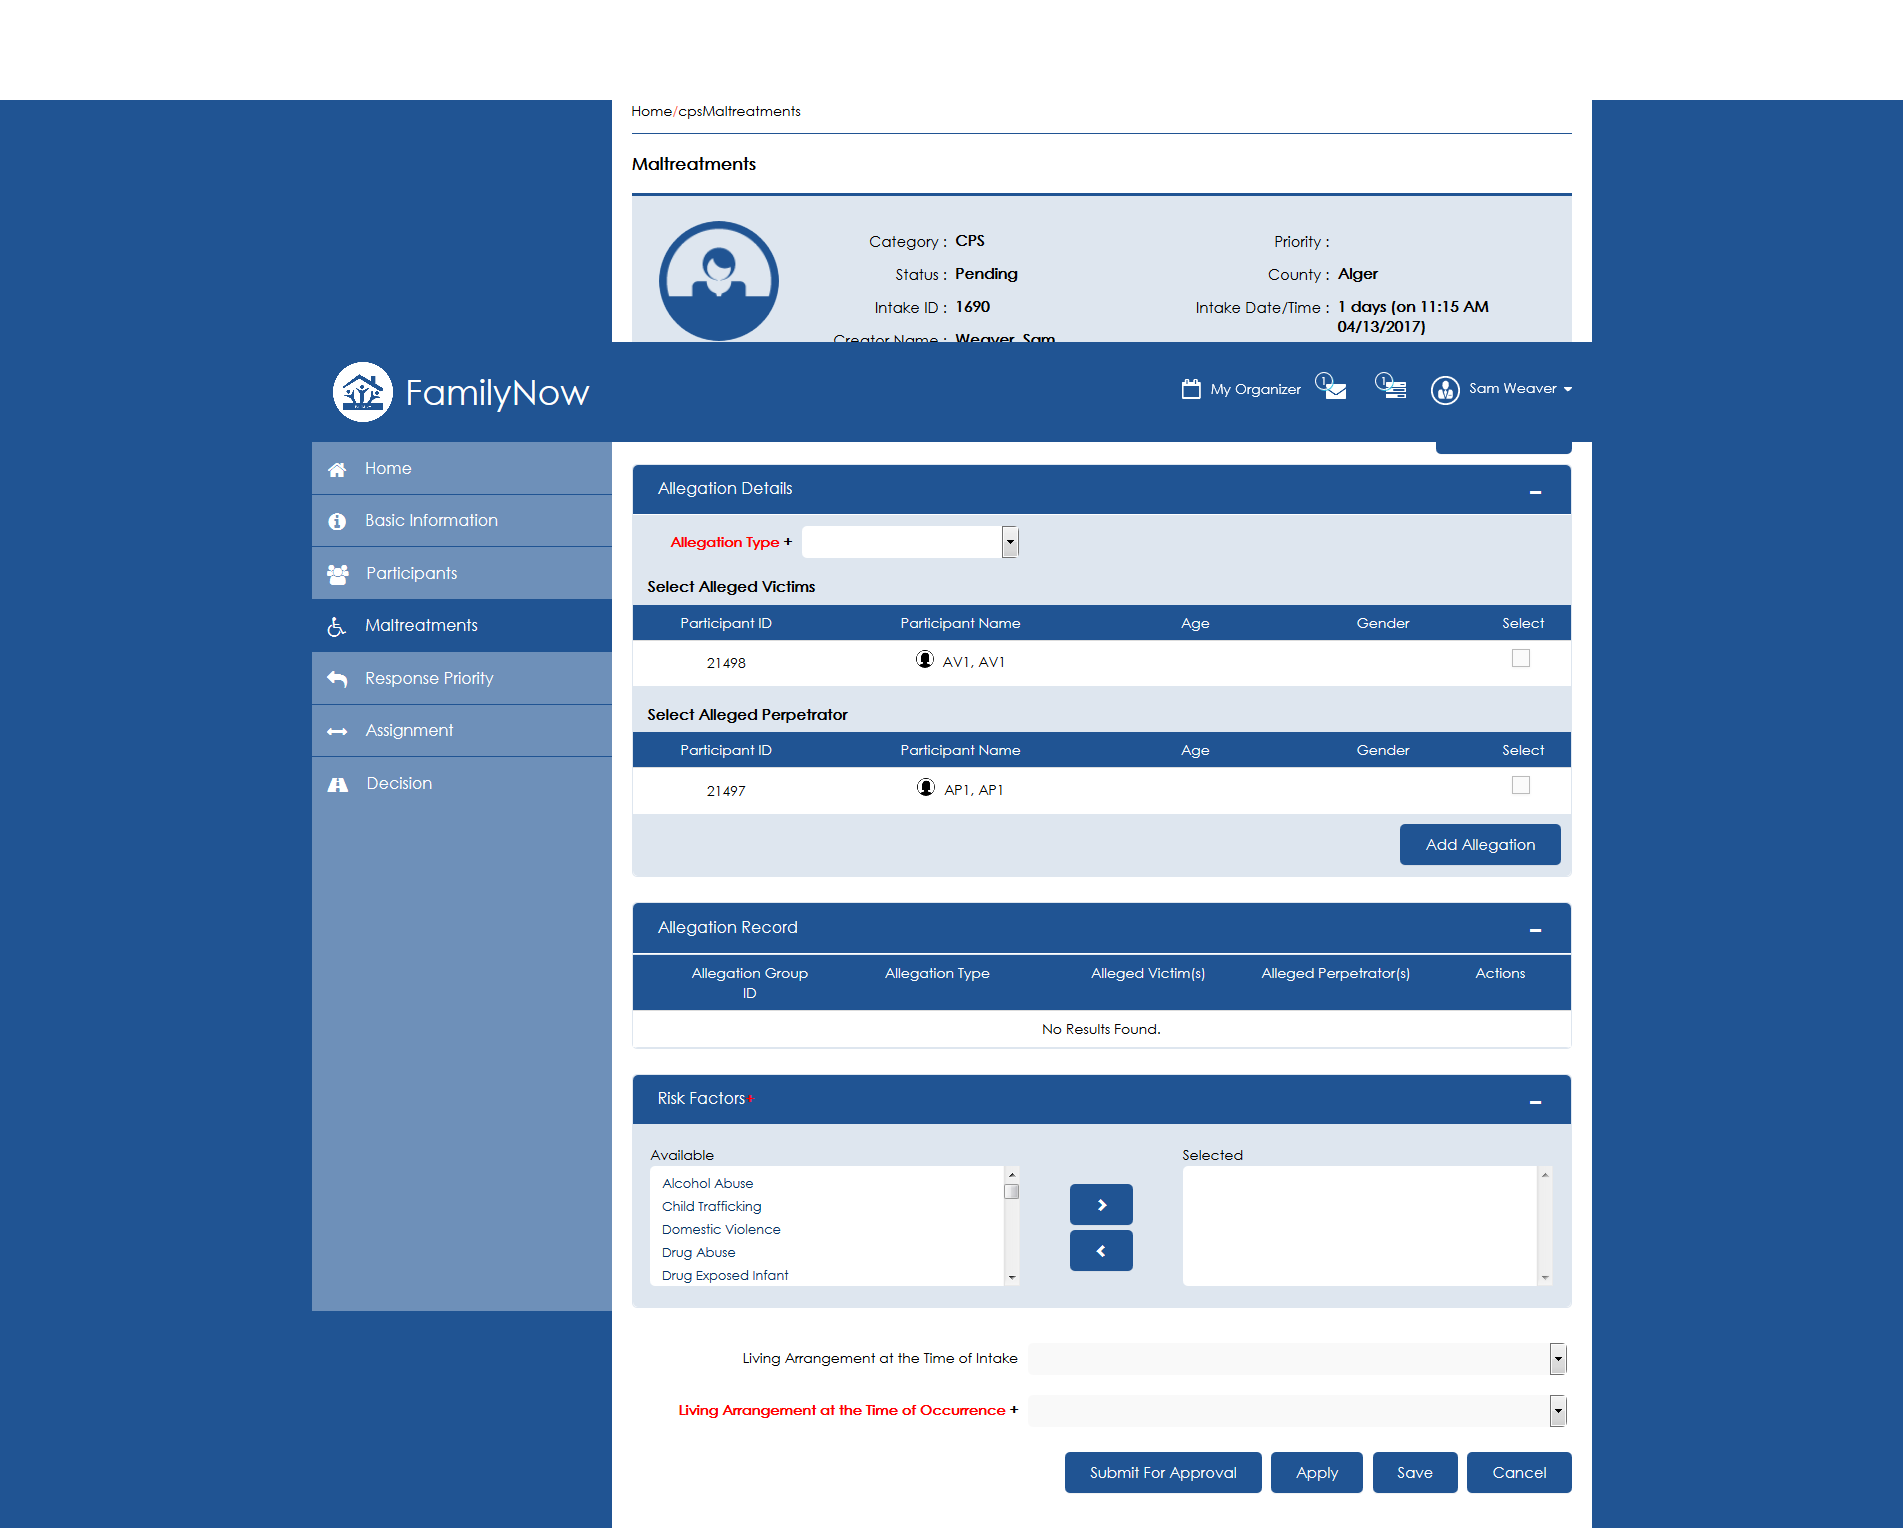 Home/cpsMaltreatments
Maltreatments
Category : CPS
Priority :
Status : Pending
County : Alger
Intake ID : 1690
Intake Date/Time : 1 days (on 11:15 AM
04/13/2017)
Creator Name : Weaver, Sam
FamilyNow
My Organizer
1
1
Sam Weaver
Home
Basic Information
Participants
Maltreatments
Response Priority
Assignment
Decision
Allegation Details
Allegation Type +
Select Alleged Victims
Participant ID Participant Name Age Gender Select
21498 AV1, AV1
Select Alleged Perpetrator
Participant ID Participant Name Age Gender Select
21497 AP1, AP1
Add Allegation
Allegation Record
Allegation Group
ID
Allegation Type
Alleged Victim(s)
Alleged Perpetrator(s)
Actions
No Results Found.
Risk Factors+
Available
Alcohol Abuse
Child Trafficking
Domestic Violence
Drug Abuse
Drug Exposed Infant
Selected
Living Arrangement at the Time of Intake
Living Arrangement at the Time of Occurrence +
Submit For Approval
Apply
Save
Cancel